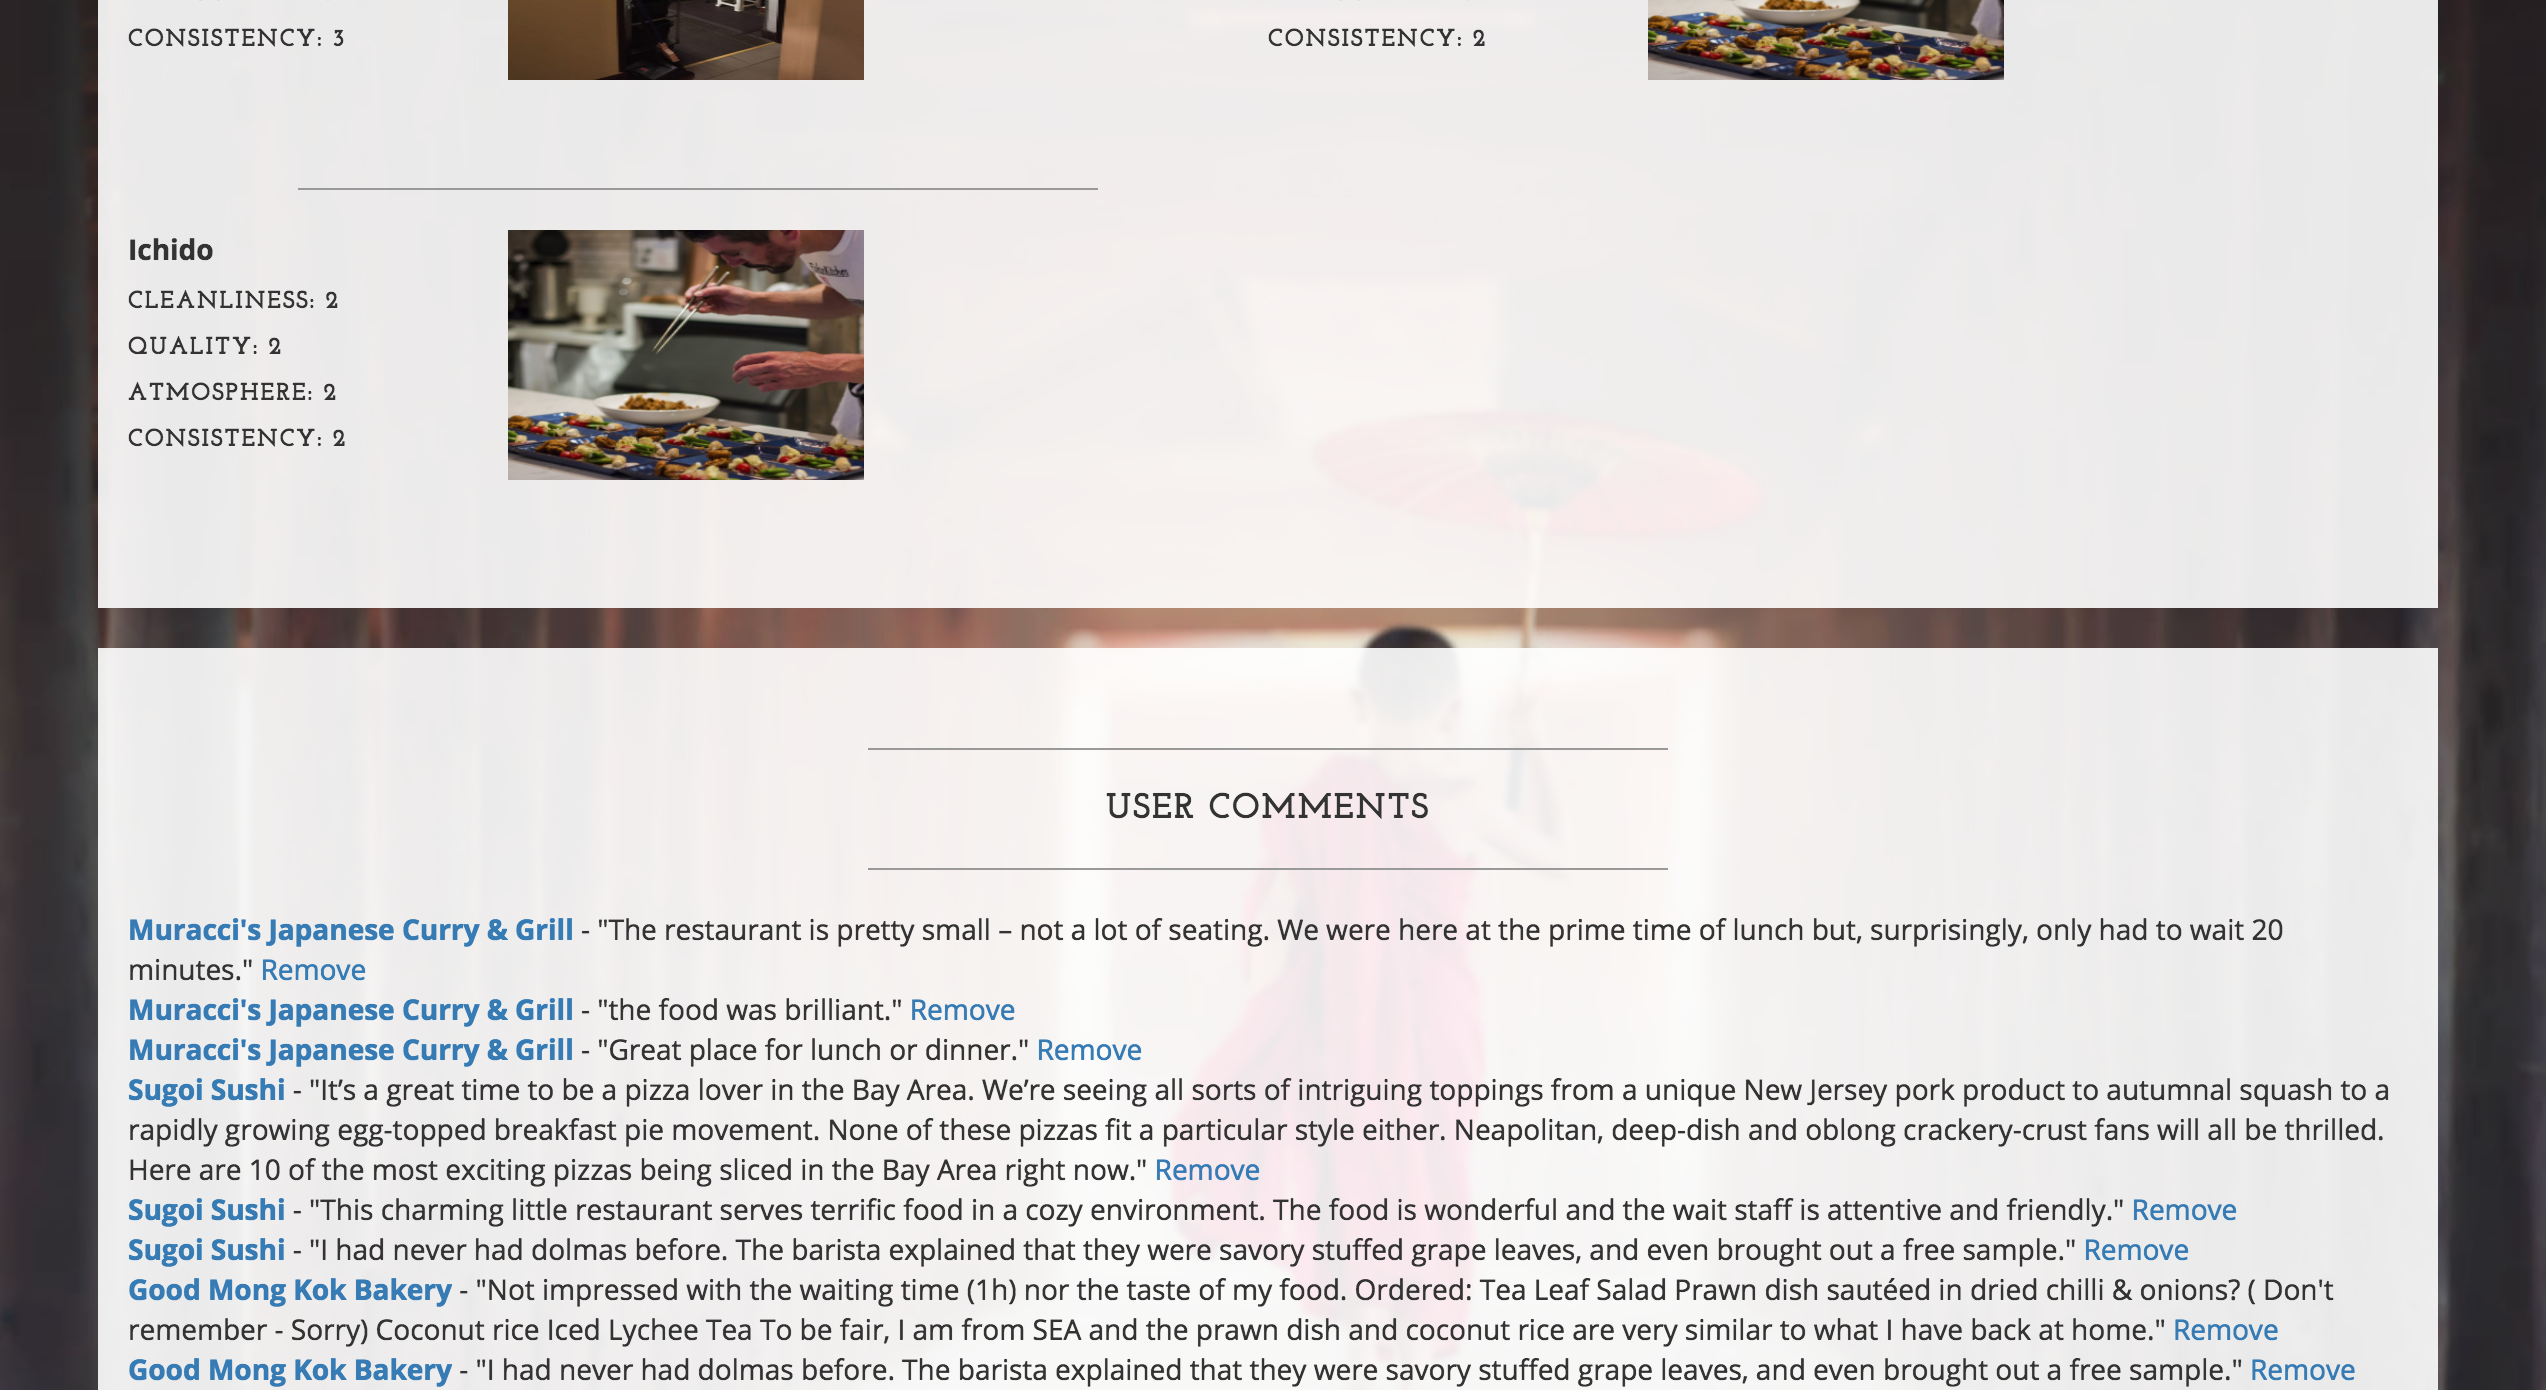 CONSISTENCY: 3
CONSISTENCY: 2
Ichido
CLEANLINESS: 2
QUALITY: 2
ATMOSPHERE: 2
CONSISTENCY: 2
USER COMMENTS
Muracci's Japanese Curry & Grill - "The restaurant is pretty small – not a lot of seating. We were here at the prime time of lunch but, surprisingly, only had to wait 20
minutes." Remove
Muracci's Japanese Curry & Grill - "the food was brilliant." Remove
Muracci's Japanese Curry & Grill - "Great place for lunch or dinner." Remove
Sugoi Sushi - "It’s a great time to be a pizza lover in the Bay Area. We’re seeing all sorts of intriguing toppings from a unique New Jersey pork product to autumnal squash to a
rapidly growing egg-topped breakfast pie movement. None of these pizzas fit a particular style either. Neapolitan, deep-dish and oblong crackery-crust fans will all be thrilled.
Here are 10 of the most exciting pizzas being sliced in the Bay Area right now." Remove
Sugoi Sushi - "This charming little restaurant serves terrific food in a cozy environment. The food is wonderful and the wait staff is attentive and friendly." Remove
Sugoi Sushi - "I had never had dolmas before. The barista explained that they were savory stuffed grape leaves, and even brought out a free sample." Remove
Good Mong Kok Bakery - "Not impressed with the waiting time (1h) nor the taste of my food. Ordered: Tea Leaf Salad Prawn dish sautéed in dried chilli & onions? ( Don't
remember - Sorry) Coconut rice Iced Lychee Tea To be fair, I am from SEA and the prawn dish and coconut rice are very similar to what I have back at home." Remove
Good Mong Kok Bakery - "I had never had dolmas before. The barista explained that they were savory stuffed grape leaves, and even brought out a free sample." Remove